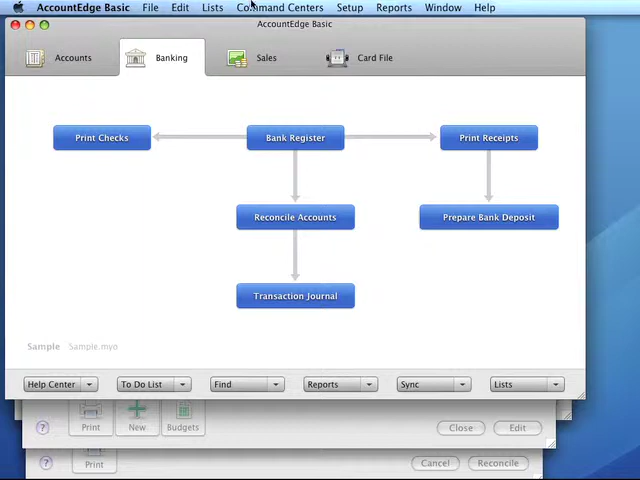 AccountEdge Basic File Edit Lists Command Centers Setup Reports Window Help
AccountEdge Basic
Accounts Banking Sales Card File
Print Checks Bank Register Print Receipts
Reconcile Accounts Prepare Bank Deposit
Transaction Journal
Sample Sample.myo
Help Center To Do List Find Reports Sync Lists
? Print New Budgets Close Edit
? Print Cancel Reconcile